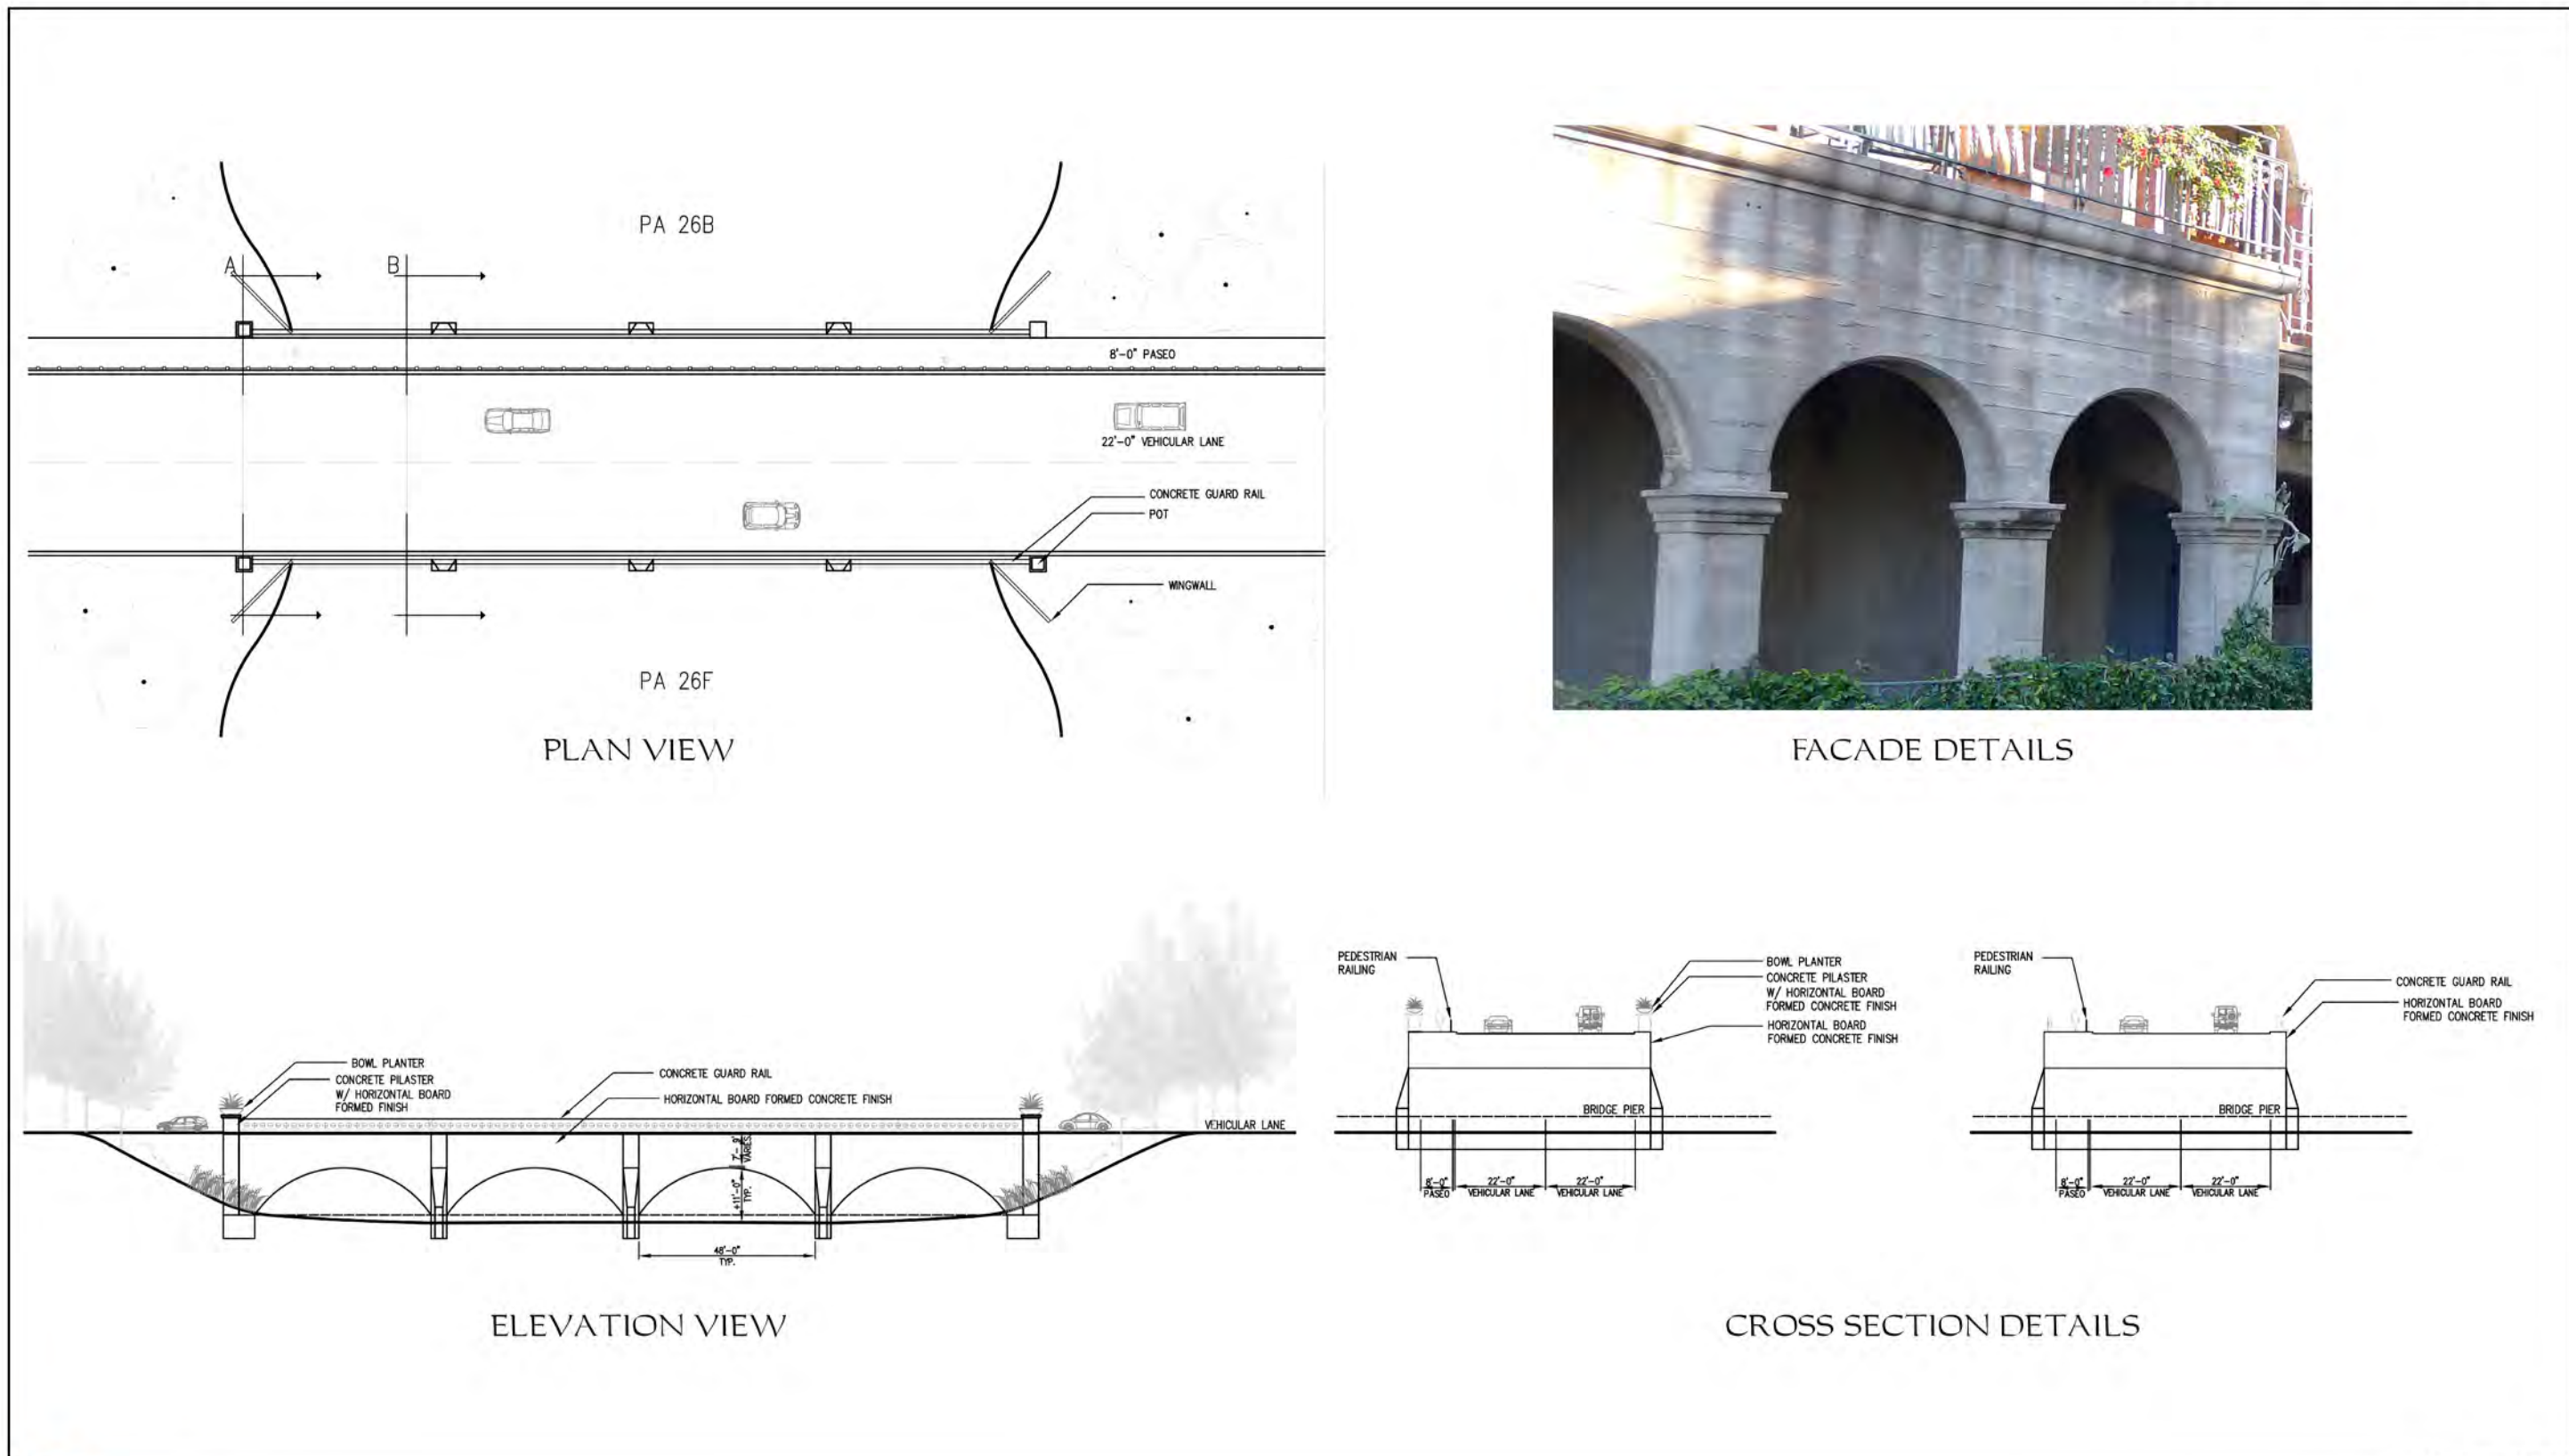 PA 26B
A
B
8'-0" PASEO
22'-0" VEHICULAR LANE
CONCRETE GUARD RAIL
POT
WINGWALL
PA 26F
PLAN VIEW
FACADE DETAILS
BOWL PLANTER
CONCRETE PILASTER
W/ HORIZONTAL BOARD
FORMED FINISH
CONCRETE GUARD RAIL
HORIZONTAL BOARD FORMED CONCRETE FINISH
VEHICULAR LANE
7'- 9'
VARIES
±11'-0"
TYP.
48'-0"
TYP.
ELEVATION VIEW
PEDESTRIAN
RAILING
BOWL PLANTER
CONCRETE PILASTER
W/ HORIZONTAL BOARD
FORMED CONCRETE FINISH
HORIZONTAL BOARD
FORMED CONCRETE FINISH
BRIDGE PIER
8'-0"
PASEO
22'-0"
VEHICULAR LANE
22'-0"
VEHICULAR LANE
PEDESTRIAN
RAILING
CONCRETE GUARD RAIL
HORIZONTAL BOARD
FORMED CONCRETE FINISH
BRIDGE PIER
8'-0"
PASEO
22'-0"
VEHICULAR LANE
22'-0"
VEHICULAR LANE
CROSS SECTION DETAILS